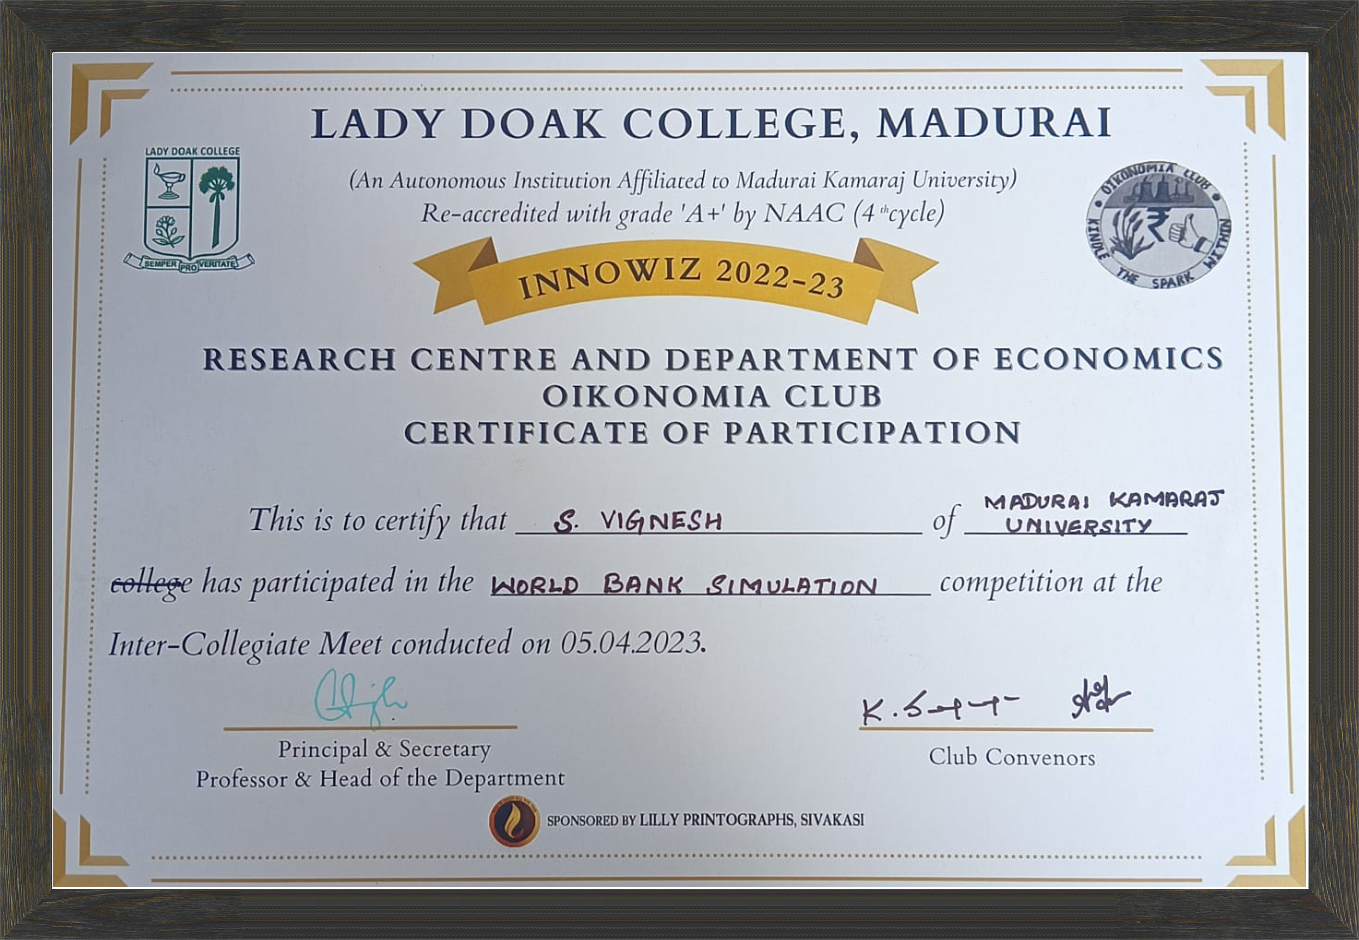 LADY DOAK COLLEGE, MADURAI
LADY DOAK COLLEGE
SEMPER PRO VERITATE
(An Autonomous Institution Affiliated to Madurai Kamaraj University)
Re-accredited with grade 'A+' by NAAC (4 th cycle)
OIKONOMIA CLUB
KINDLE THE SPARK WITHIN
INNOWIZ 2022-23
RESEARCH CENTRE AND DEPARTMENT OF ECONOMICS
OIKONOMIA CLUB
CERTIFICATE OF PARTICIPATION
This is to certify that S. VIGNESH of MADURAI KAMARAJ UNIVERSITY
college has participated in the WORLD BANK SIMULATION competition at the
Inter-Collegiate Meet conducted on 05.04.2023.
Principal & Secretary
Professor & Head of the Department
Club Convenors
SPONSORED BY LILLY PRINTOGRAPHS, SIVAKASI